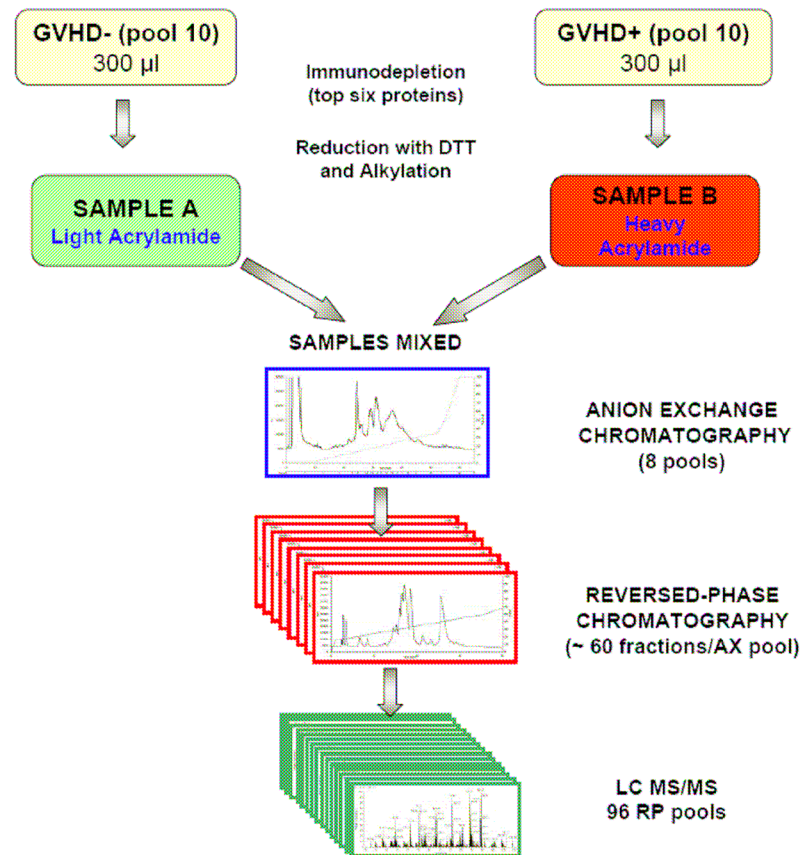 GVHD- (pool 10)
300 µl
GVHD+ (pool 10)
300 µl
Immunodepletion
(top six proteins)
Reduction with DTT
and Alkylation
SAMPLE A
Light Acrylamide
SAMPLE B
Heavy
Acrylamide
SAMPLES MIXED
ANION EXCHANGE
CHROMATOGRAPHY
(8 pools)
REVERSED-PHASE
CHROMATOGRAPHY
(~ 60 fractions/AX pool)
LC MS/MS
96 RP pools